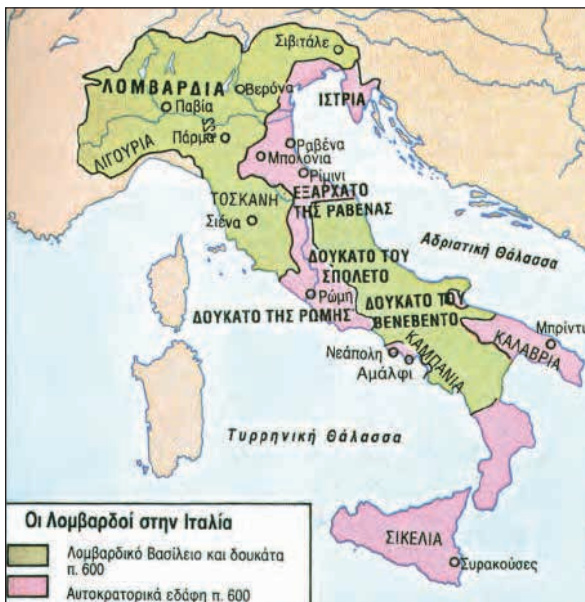 Σιβιτάλε
ΛΟΜΒΑΡΔΙΑ
Βερόνα
Παβία
ΙΣΤΡΙΑ
Πάρμα
ΛΙΓΟΥΡΙΑ
Ραβένα
Μπολόνια
Ρίμινι
ΕΞΑΡΧΑΤΟ
ΤΗΣ ΡΑΒΕΝΑΣ
ΤΟΣΚΑΝΗ
Σιένα
Αδριατική Θάλασσα
ΔΟΥΚΑΤΟ ΤΟΥ
ΣΠΟΛΕΤΟ
Ρώμη
ΔΟΥΚΑΤΟ ΤΗΣ ΡΩΜΗΣ
ΔΟΥΚΑΤΟ ΤΟΥ
ΒΕΝΕΒΕΝΤΟ
Μπρίντι
ΚΑΛΑΒΡΙΑ
Νεάπολη
ΚΑΜΠΑΝΙΑ
Αμάλφι
Τυρρηνική Θάλασσα
ΣΙΚΕΛΙΑ
Συρακούσες
Οι Λομβαρδοί στην Ιταλία
Λομβαρδικό Βασίλειο και δουκάτα
π. 600
Αυτοκρατορικά εδάφη π. 600